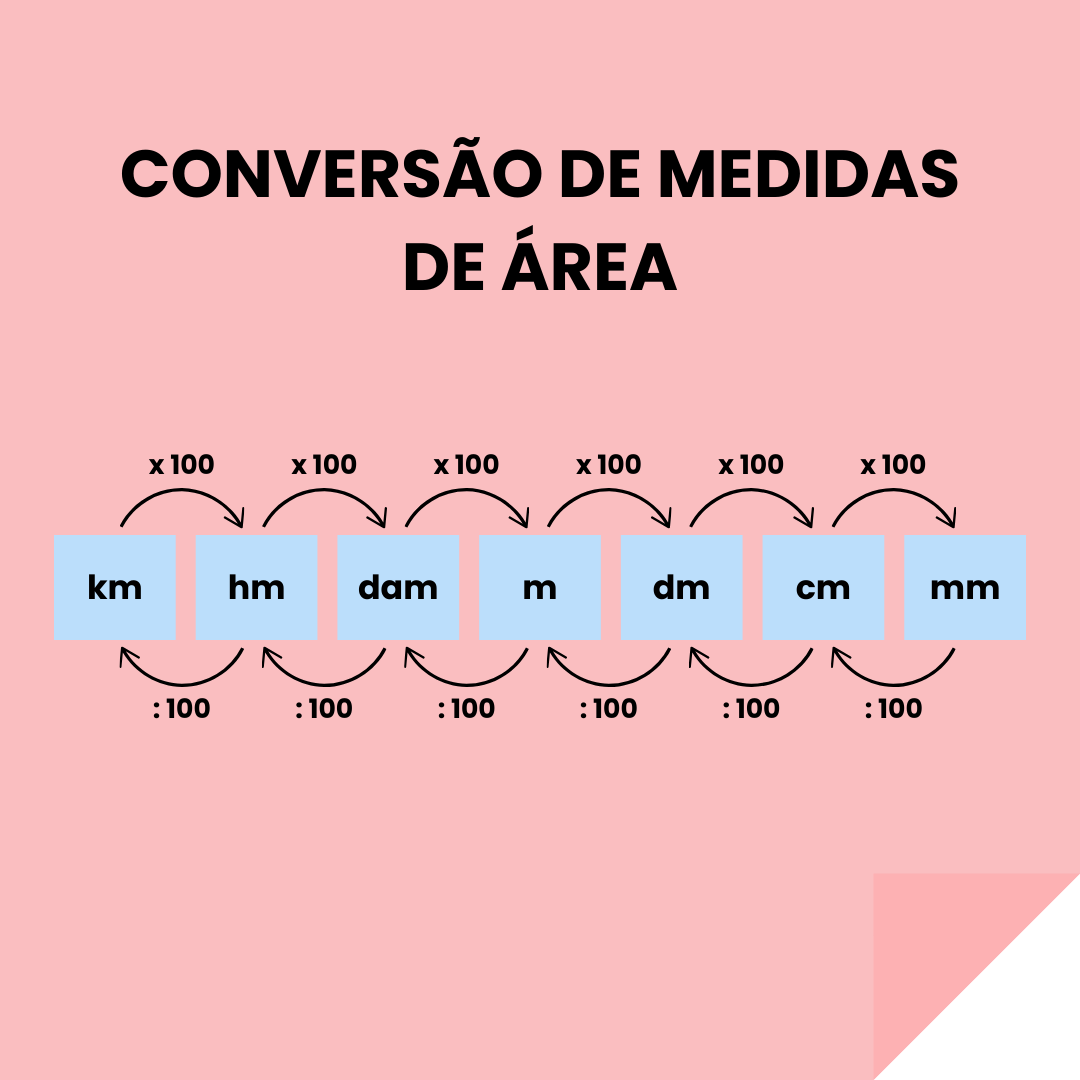 CONVERSÃO DE MEDIDAS
DE ÁREA
x 100 x 100 x 100 x 100 x 100 x 100
km hm dam m dm cm mm
: 100 : 100 : 100 : 100 : 100 : 100